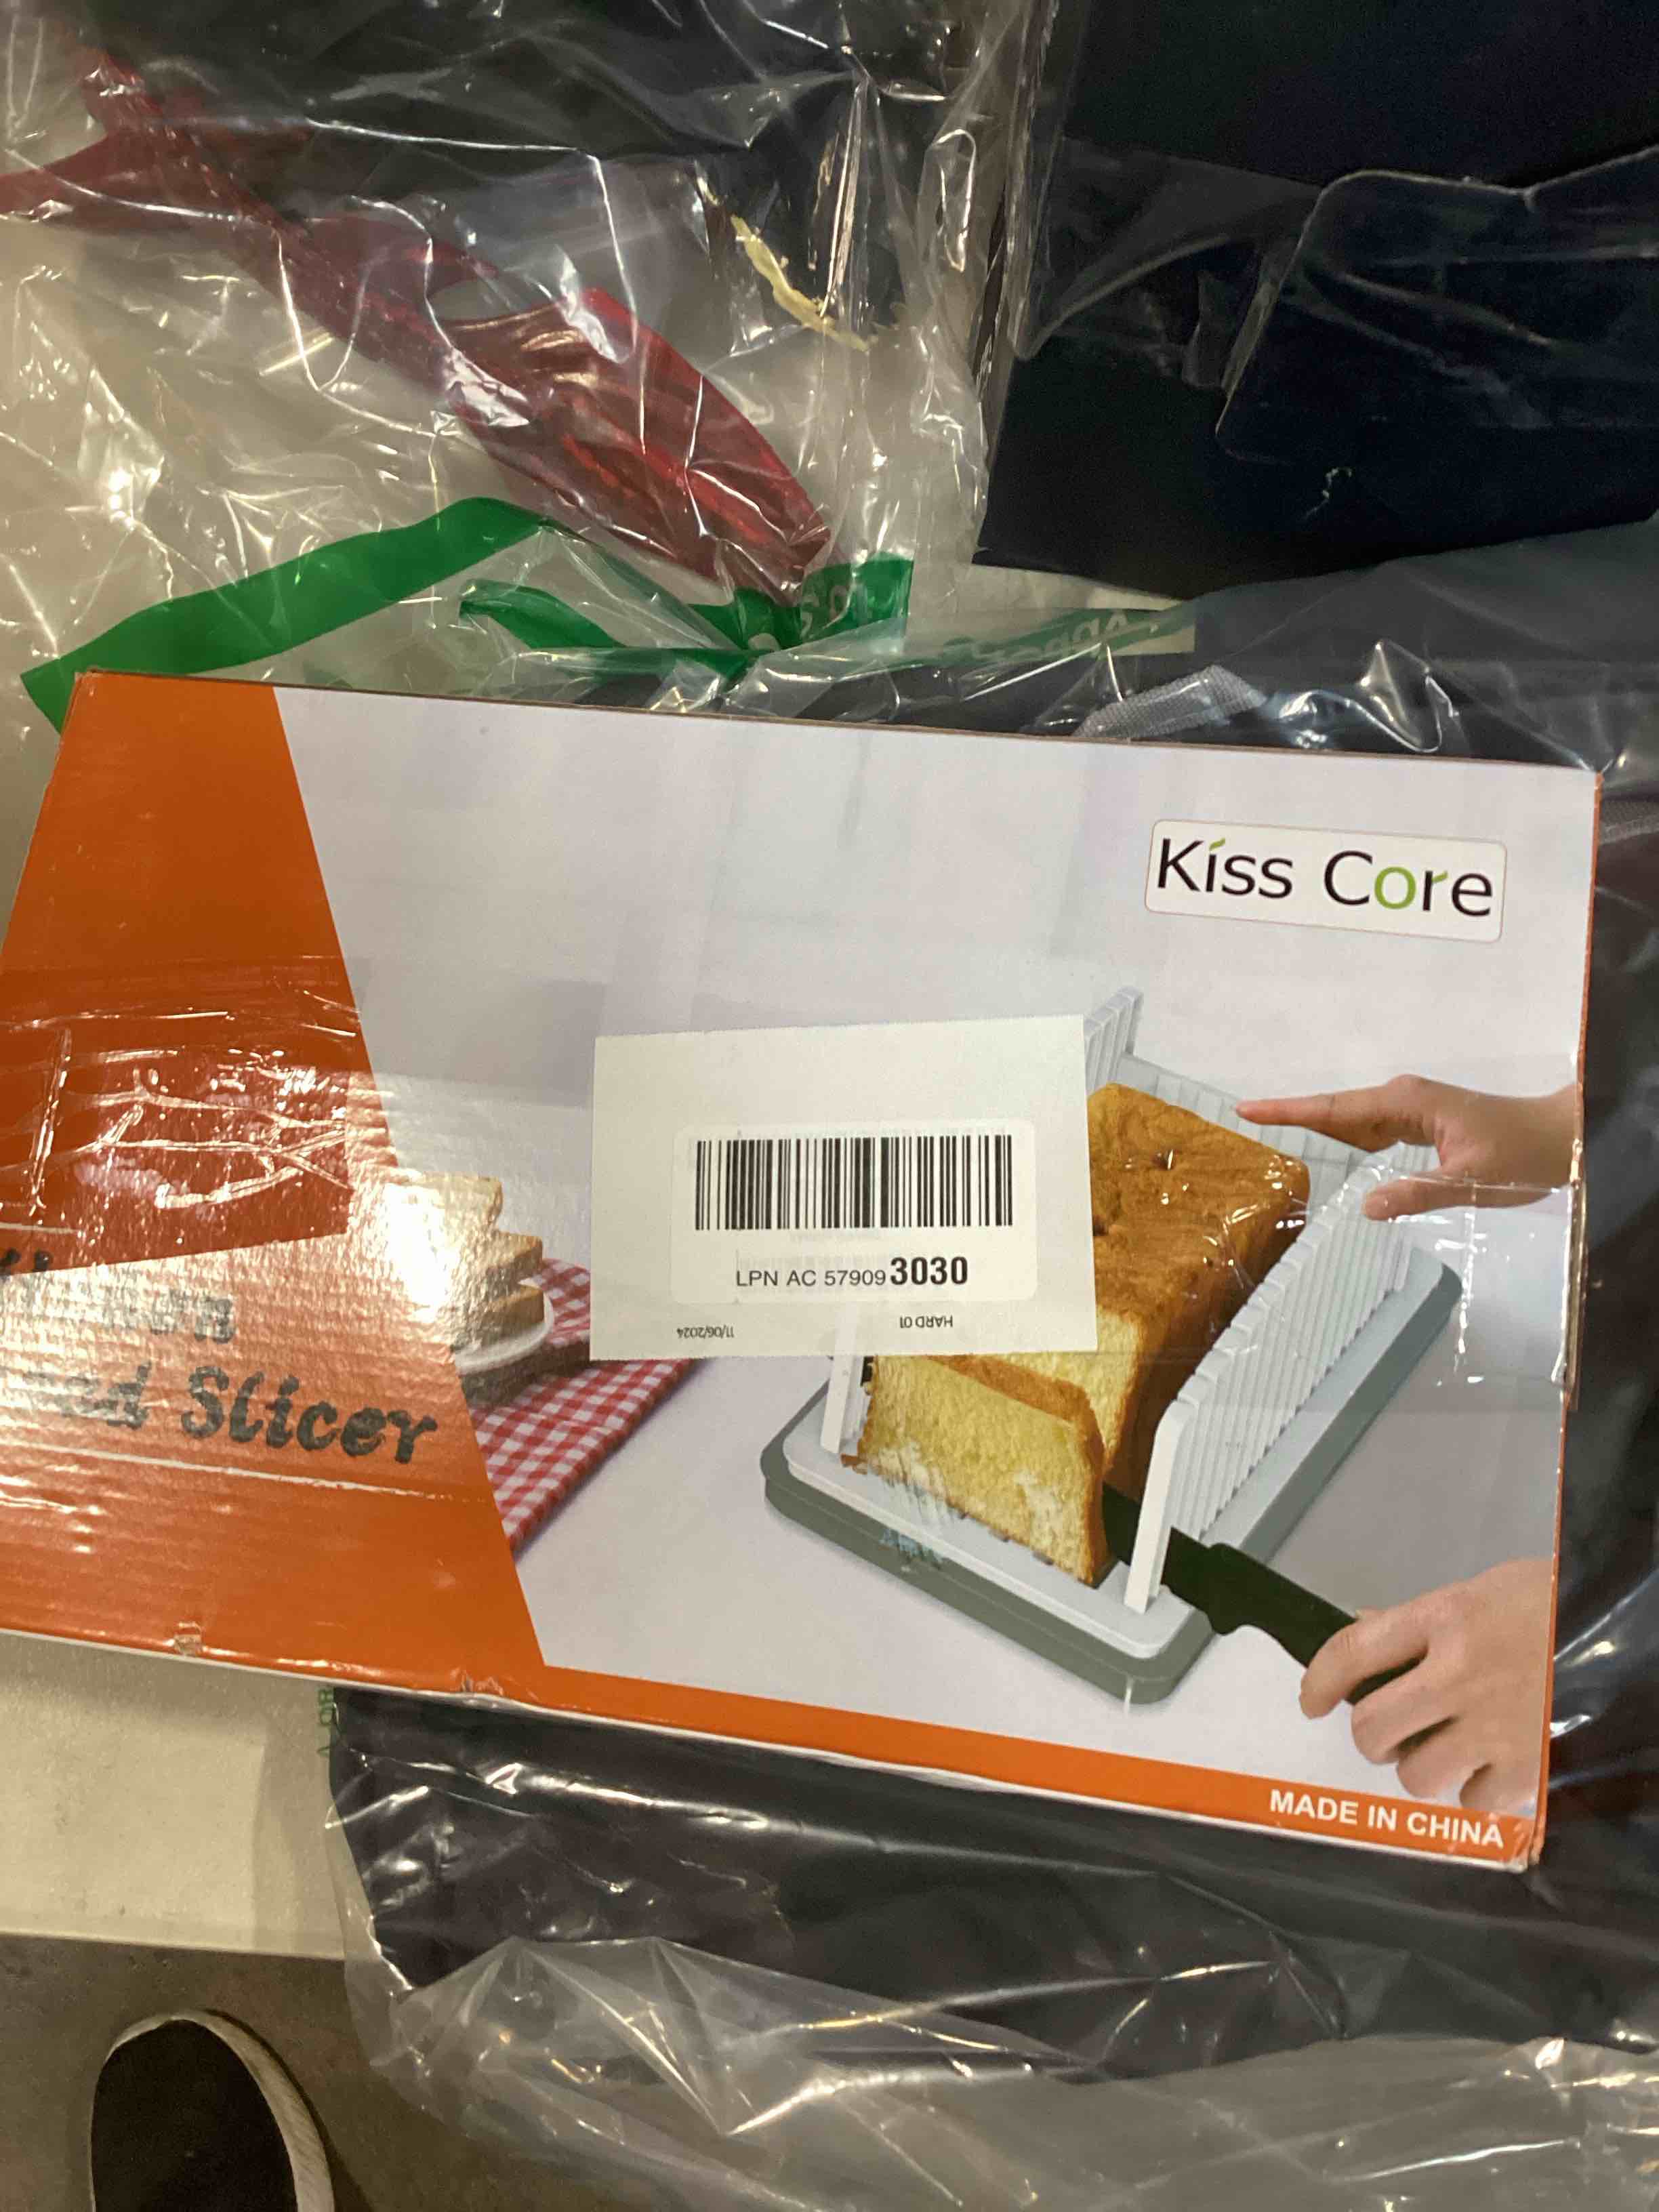 Kiss Core
LPN AC 579093030
HARD 01
11/06/2024
Slicer
MADE IN CHINA